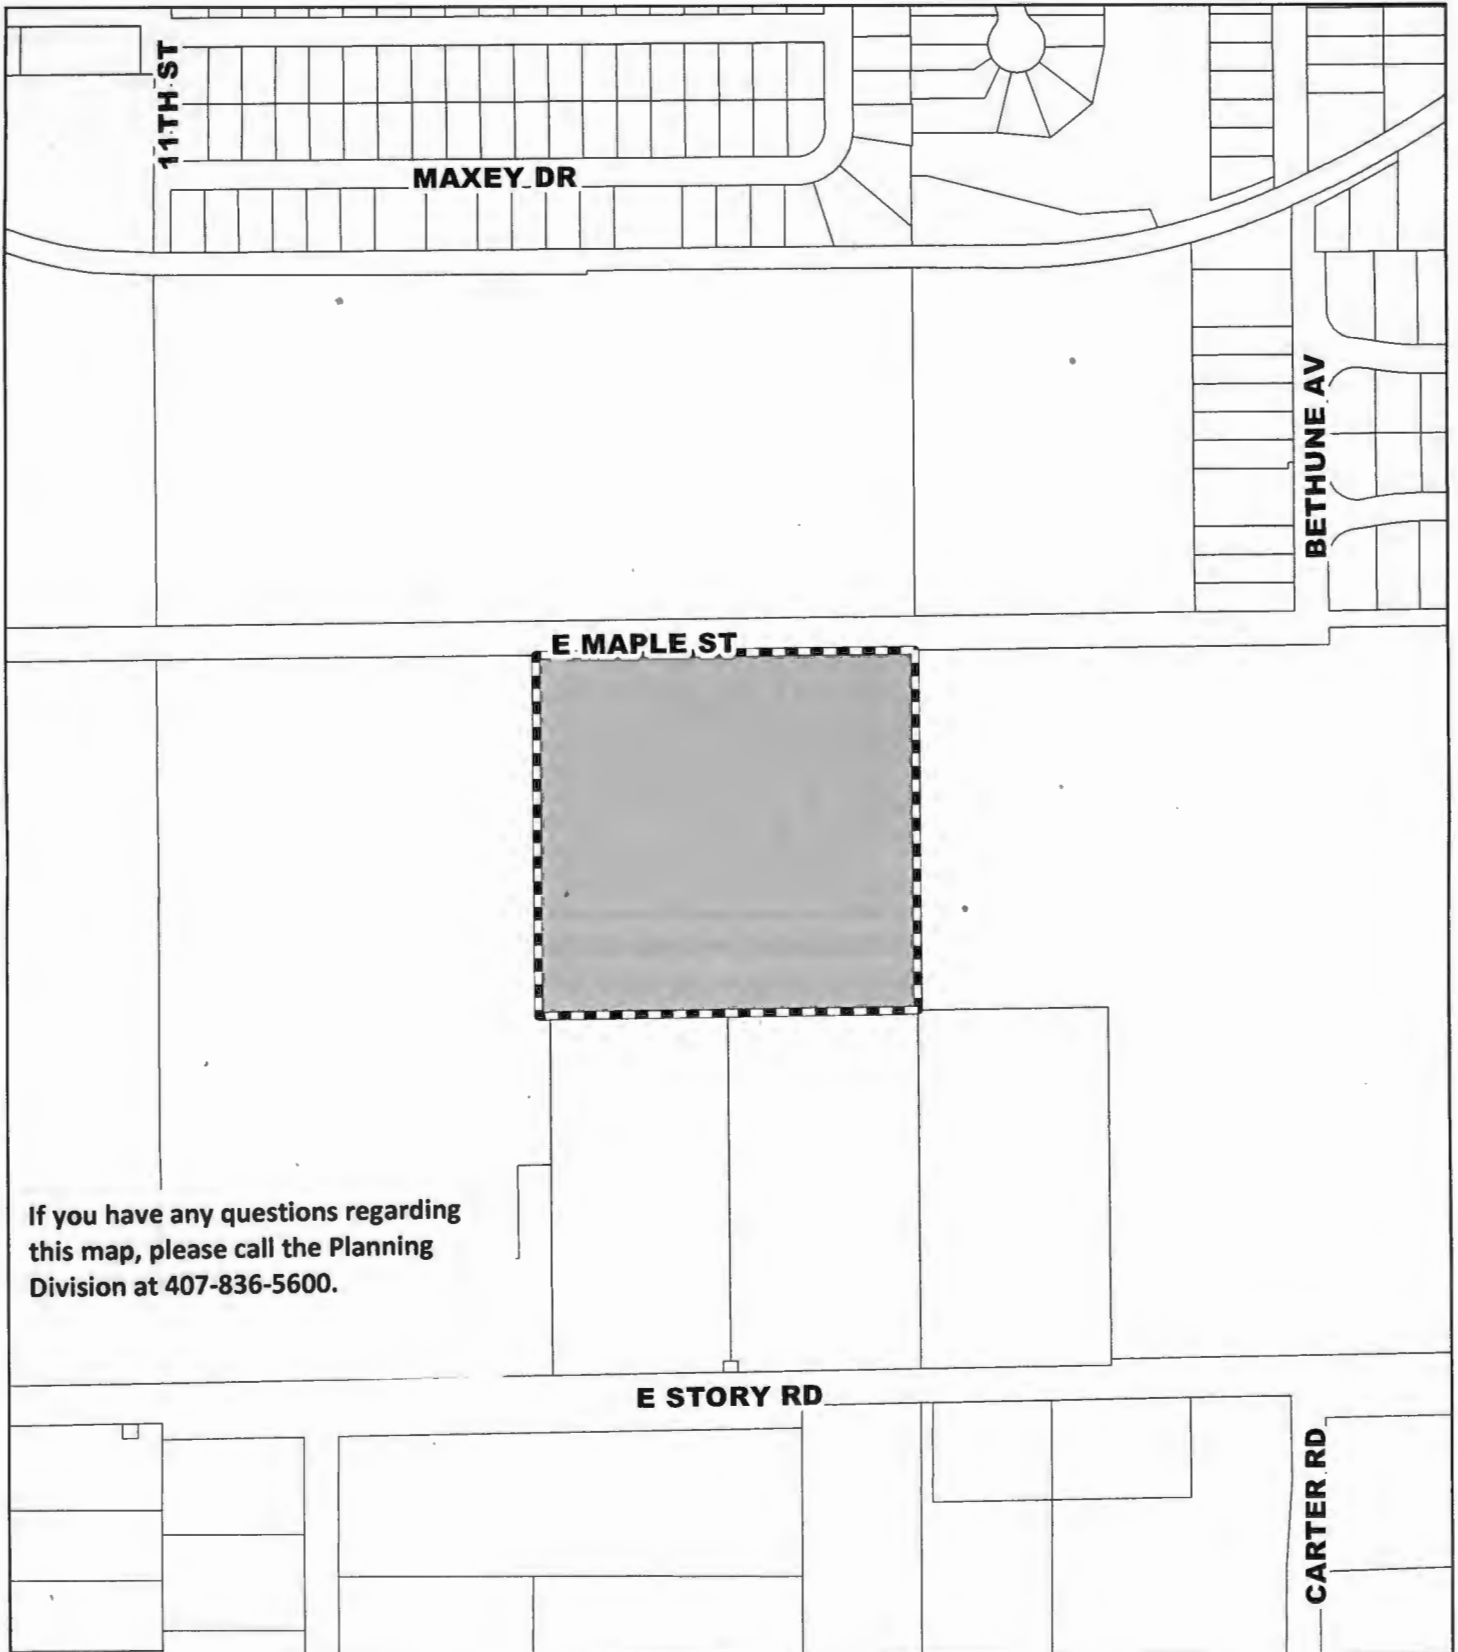 11TH ST
MAXEY DR
BETHUNE AV
E MAPLE ST
If you have any questions regarding
this map, please call the Planning
Division at 407-836-5600.
E STORY RD
CARTER RD